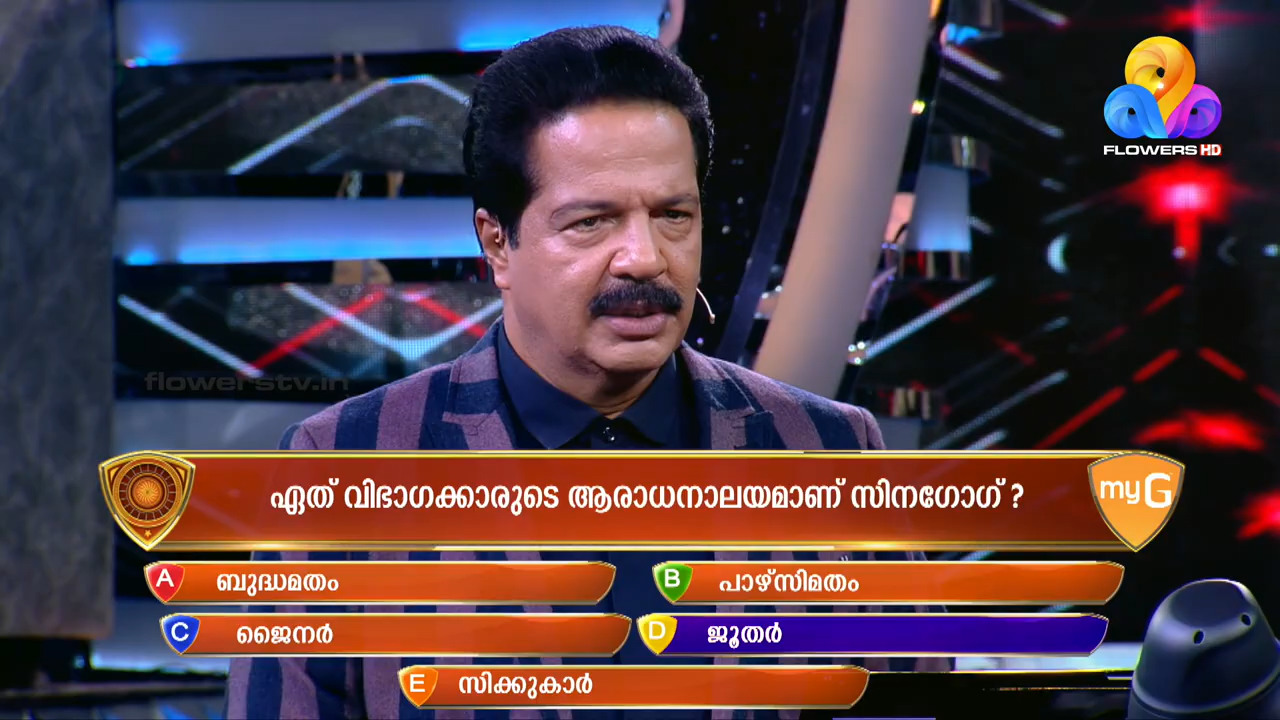 FLOWERS HD
flowerstv.in
ഏത് വിഭാഗക്കാരുടെ ആരാധനാലയമാണ് സിനഗോഗ് ?
myG
A ബുദ്ധമതം
B പാഴ്സിമതം
C ജൈനർ
D ജൂതർ
E സിക്കുകാർ